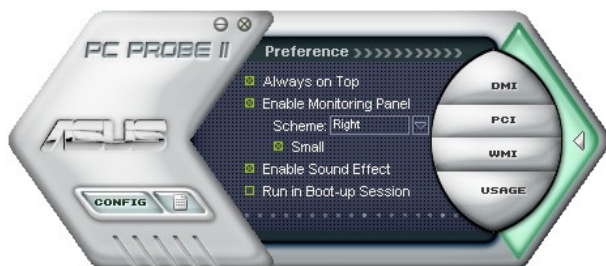 PC PROBE II
ASUS
CONFIG
Preference >>>>>>>>>>>
Always on Top
Enable Monitoring Panel
Scheme: Right
Small
Enable Sound Effect
Run in Boot-up Session
DMI
PCI
WMI
USAGE